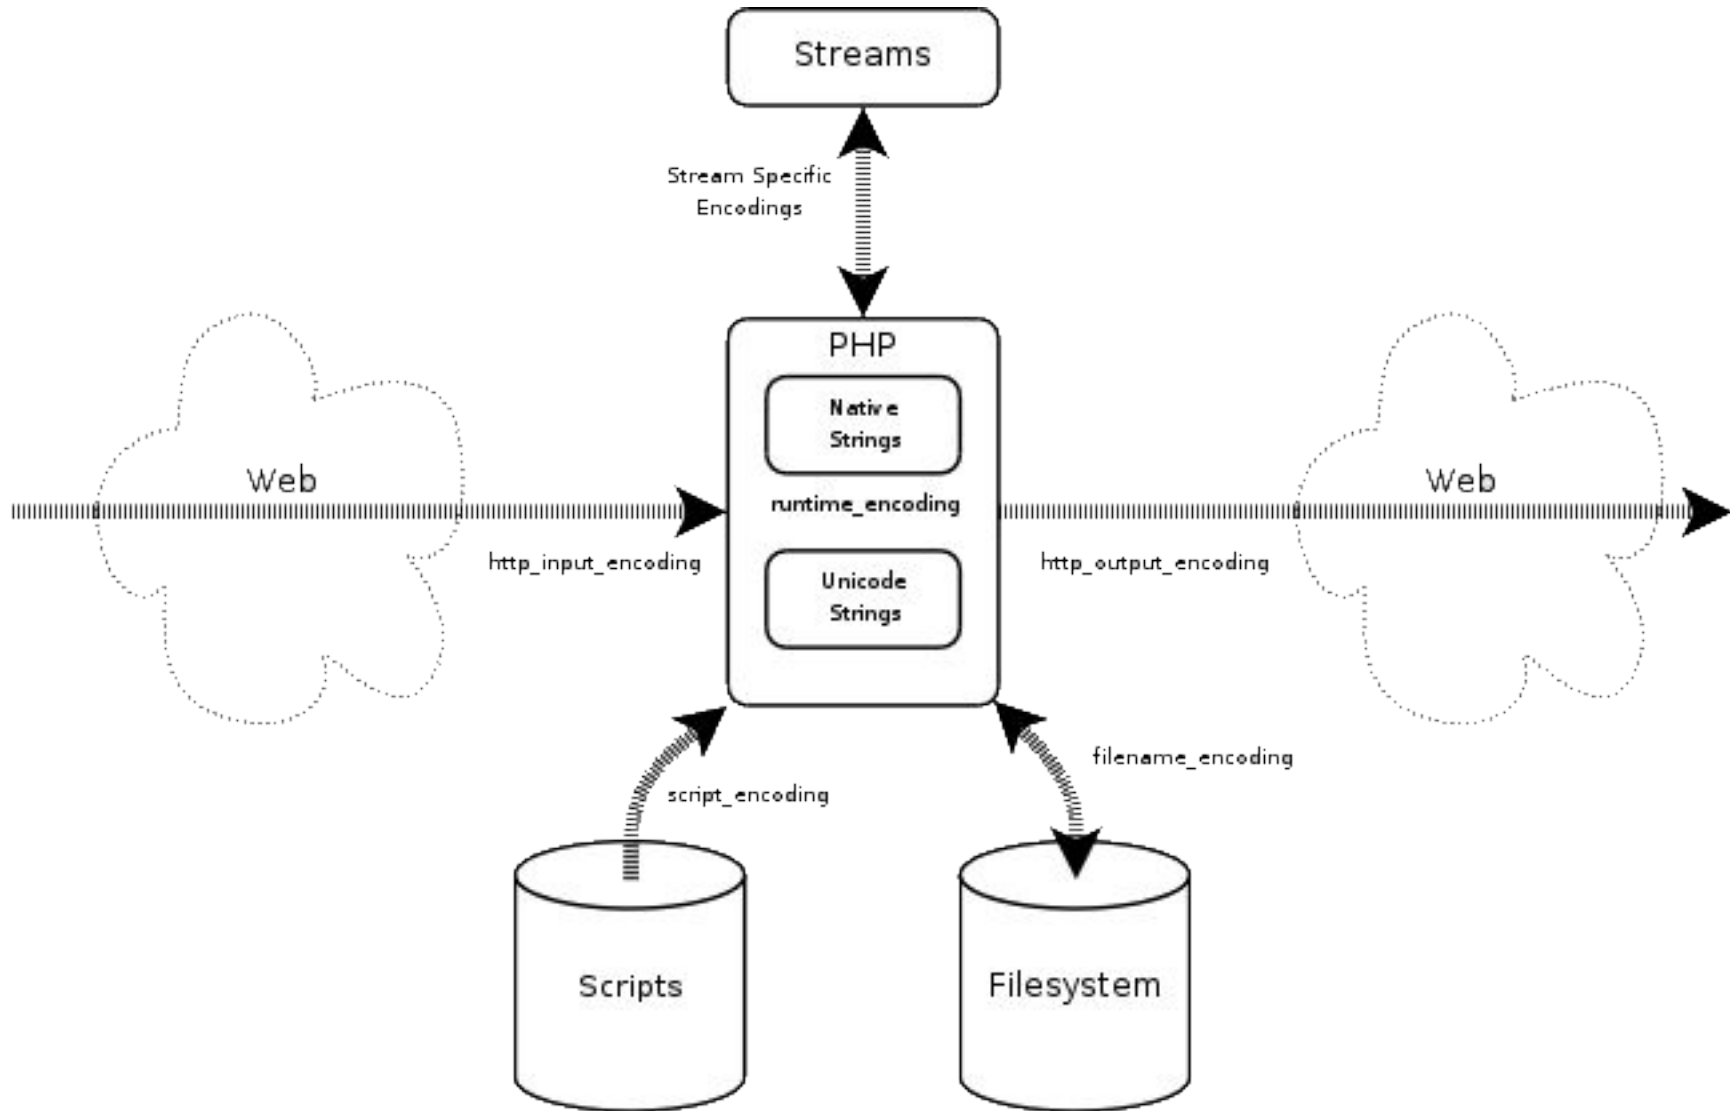 Streams
Stream Specific
Encodings
PHP
Native
Strings
Web
Web
runtime_encoding
http_input_encoding
http_output_encoding
Unicode
Strings
filename_encoding
script_encoding
Scripts
Filesystem